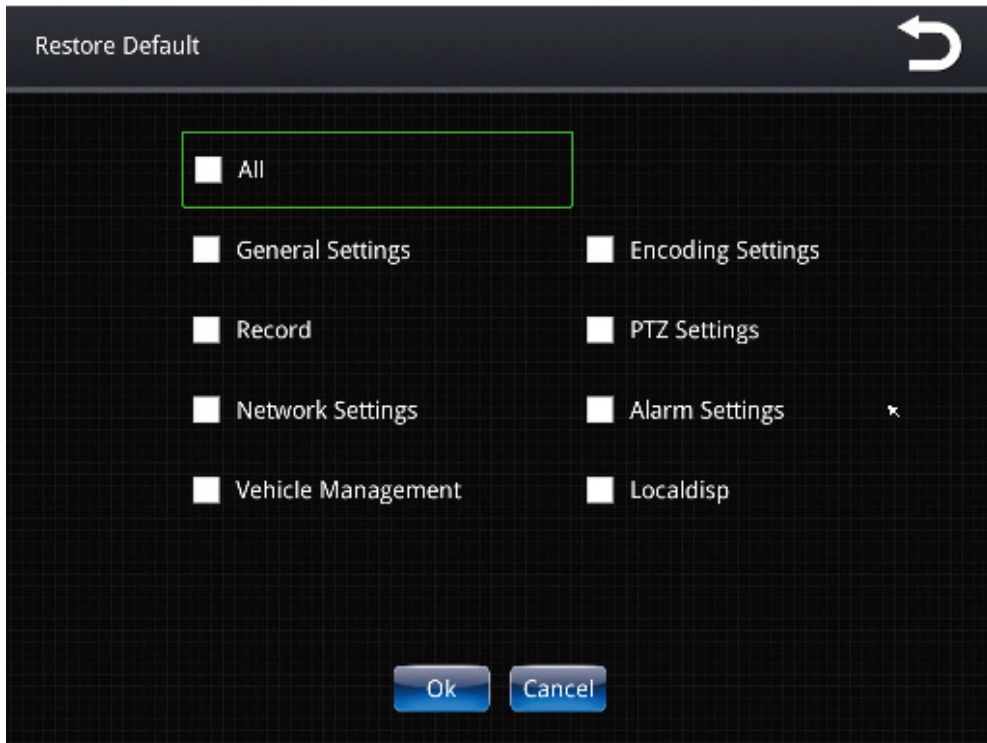 Restore Default
All
General Settings
Encoding Settings
Record
PTZ Settings
Network Settings
Alarm Settings
Vehicle Management
Localdisp
Ok
Cancel